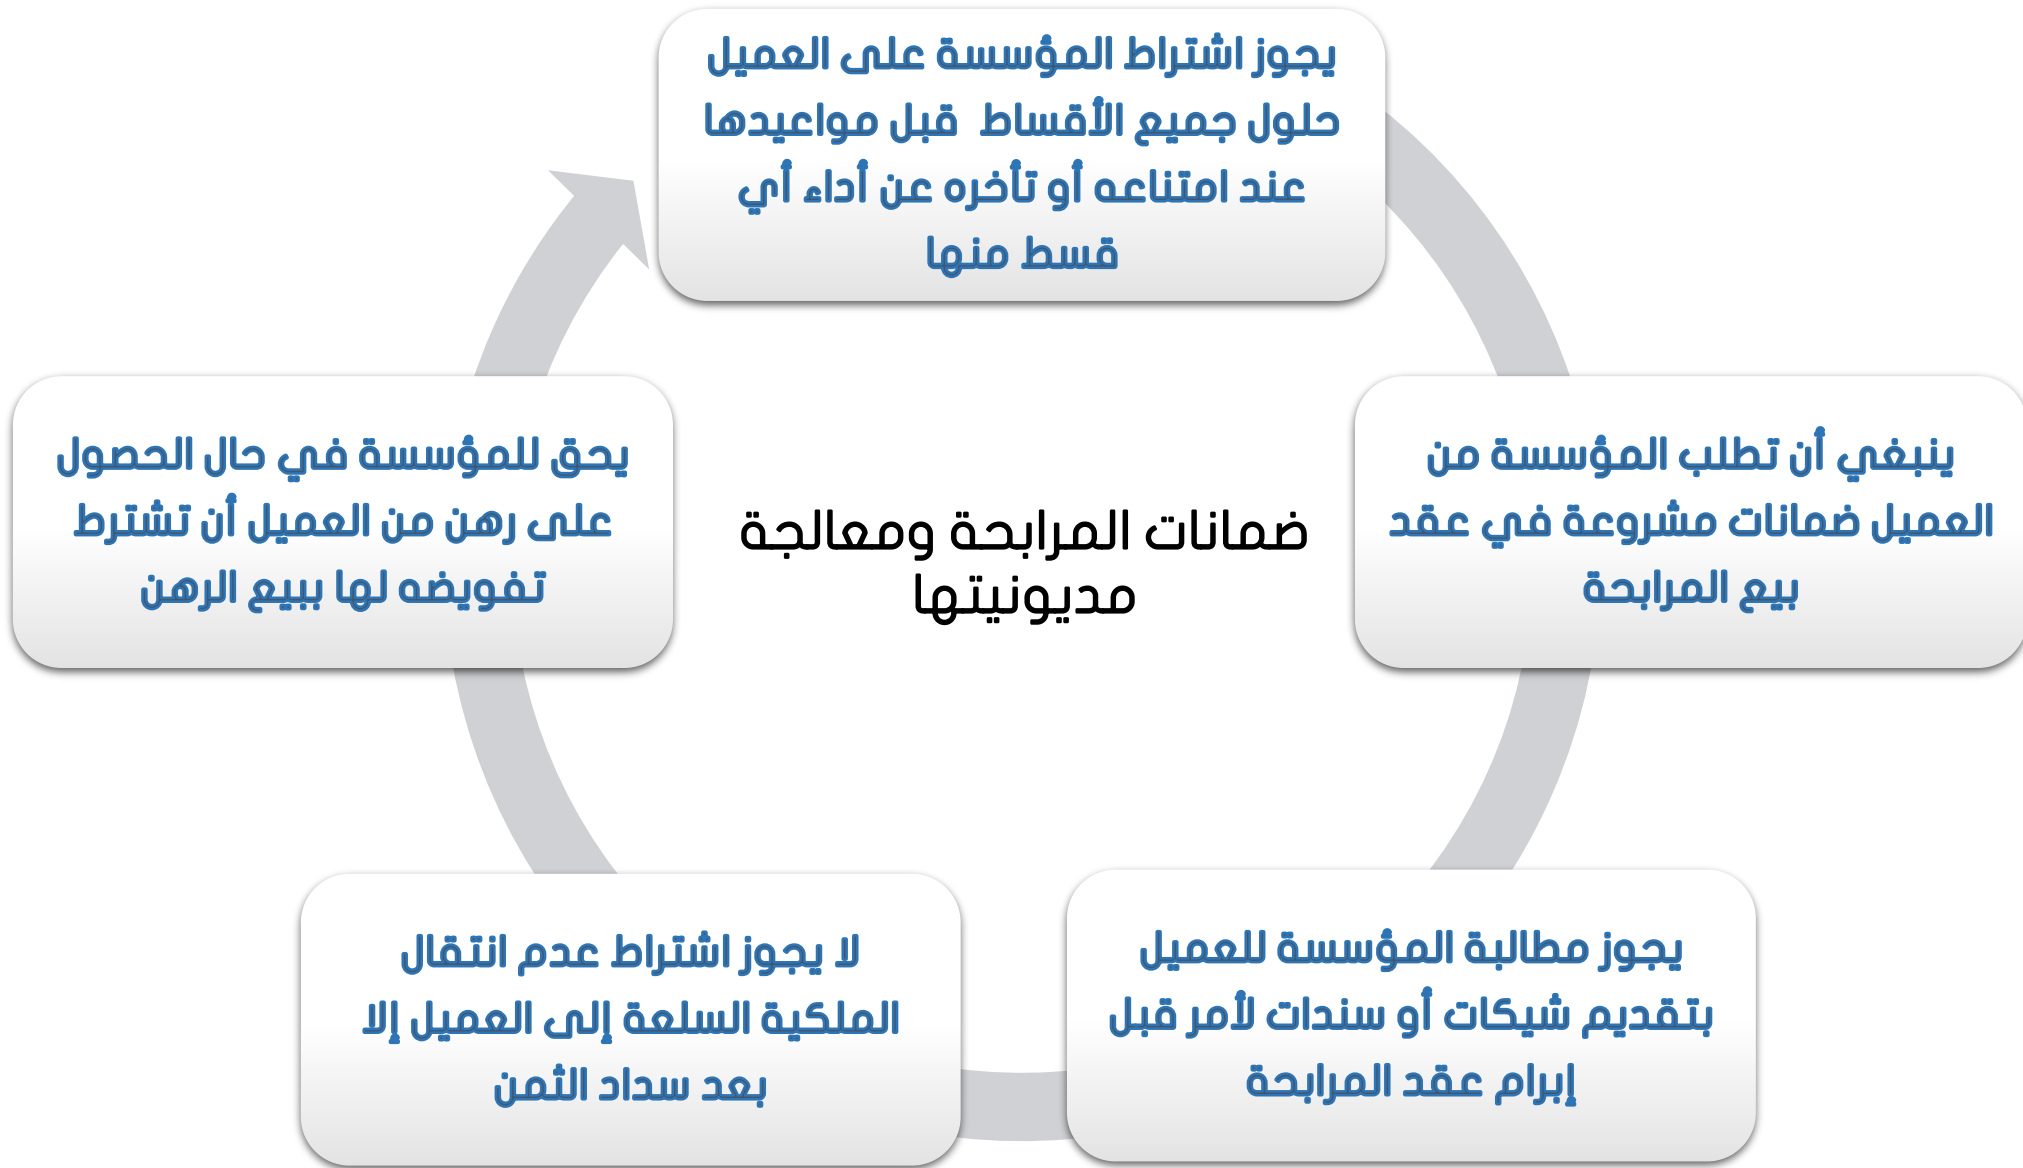 يجوز اشتراط المؤسسة على العميل
حلول جميع الأقساط قبل مواعيدها
عند امتناعه أو تأخره عن أداء أي
قسط منها
ينبغي أن تطلب المؤسسة من
العميل ضمانات مشروعة في عقد
بيع المرابحة
يجوز مطالبة المؤسسة للعميل
بتقديم شيكات أو سندات لأمر قبل
إبرام عقد المرابحة
لا يجوز اشتراط عدم انتقال
الملكية السلعة إلى العميل إلا
بعد سداد الثمن
يحق للمؤسسة في حال الحصول
على رهن من العميل أن تشترط
تفويضه لها ببيع الرهن
ضمانات المرابحة ومعالجة
مديونيتها